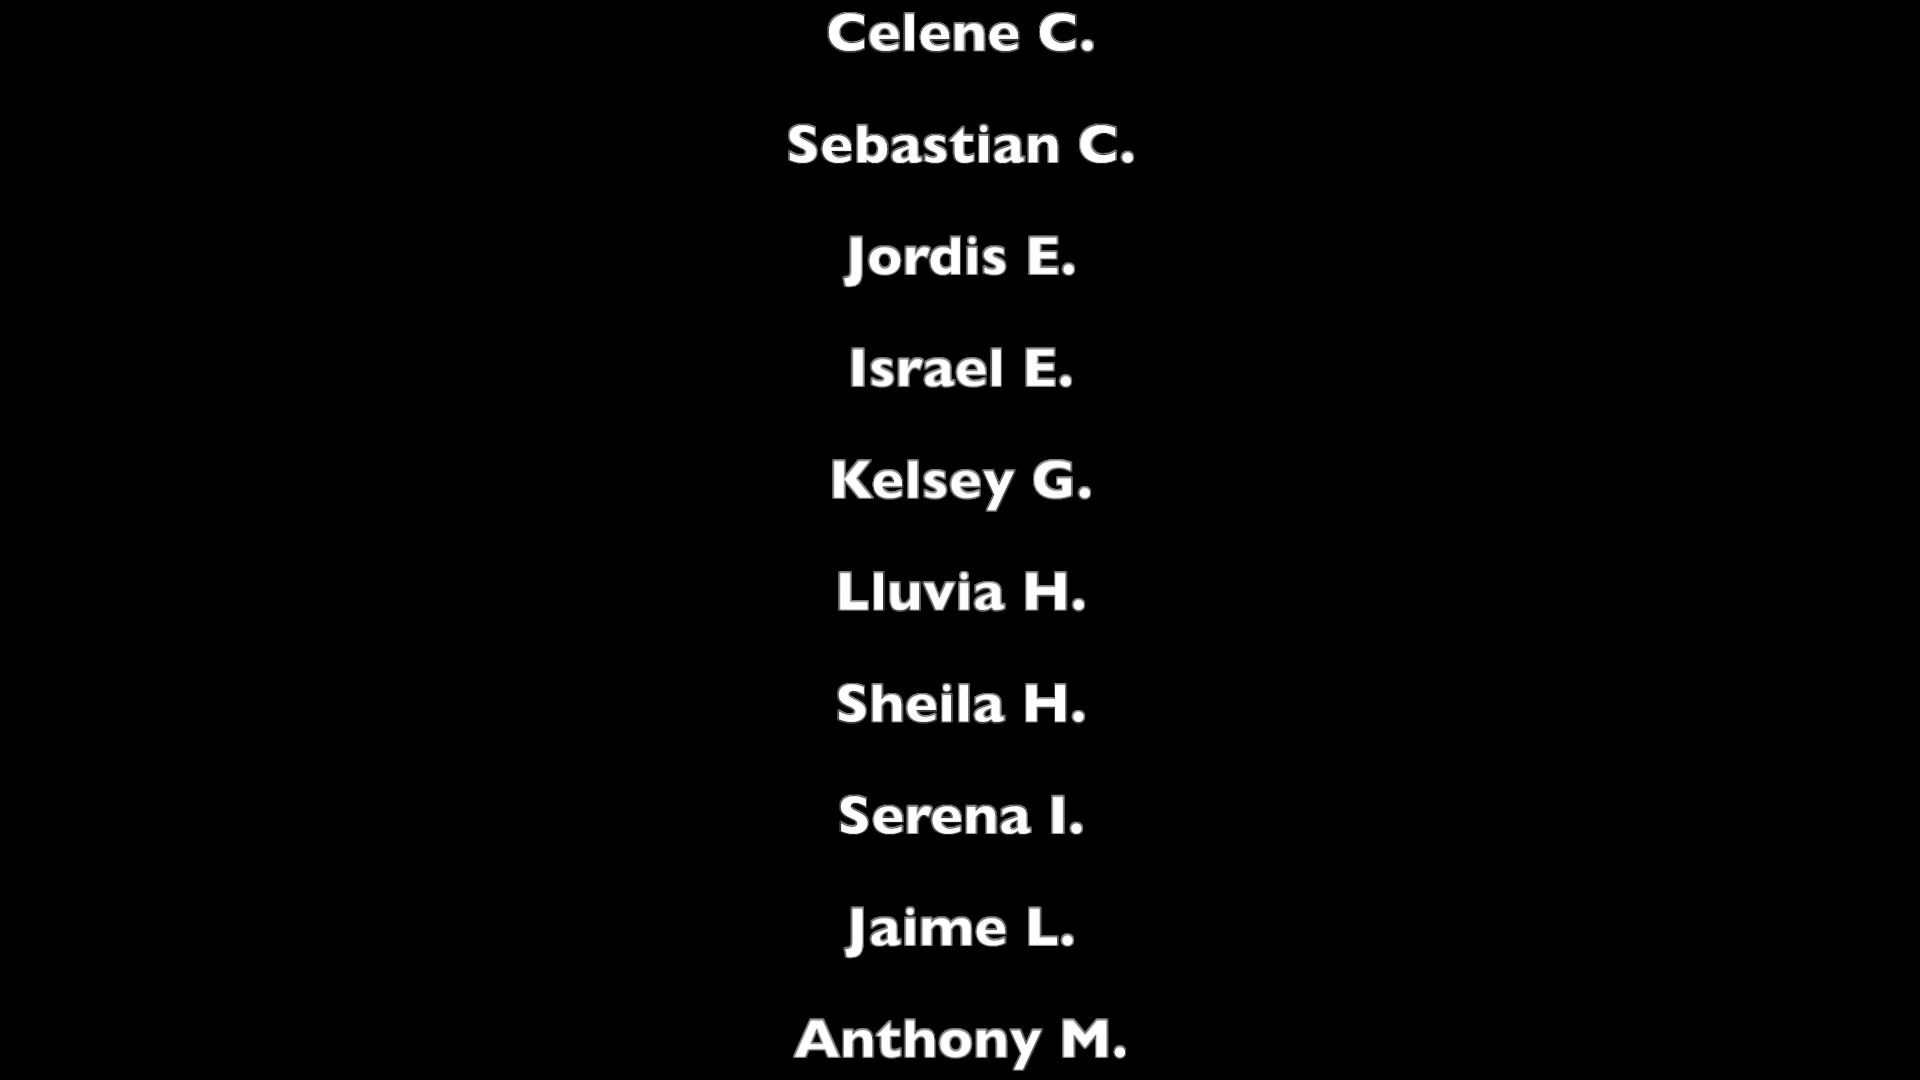 Celene C.
Sebastian C.
Jordis E.
Israel E.
Kelsey G.
Lluvia H.
Sheila H.
Serena I.
Jaime L.
Anthony M.